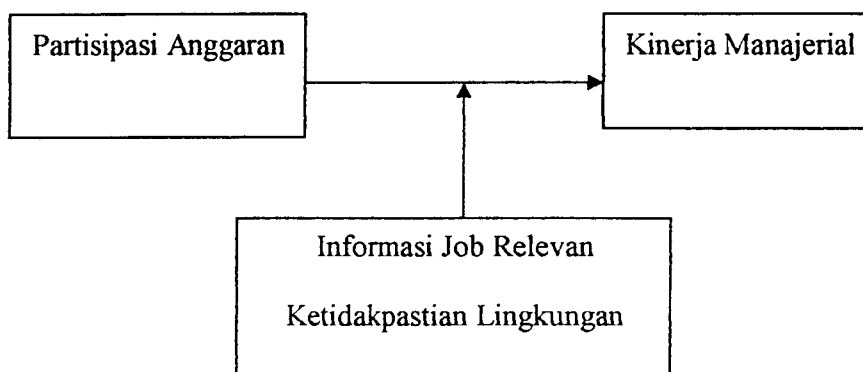 Partisipasi Anggaran
Kinerja Manajerial
Informasi Job Relevan
Ketidakpastian Lingkungan